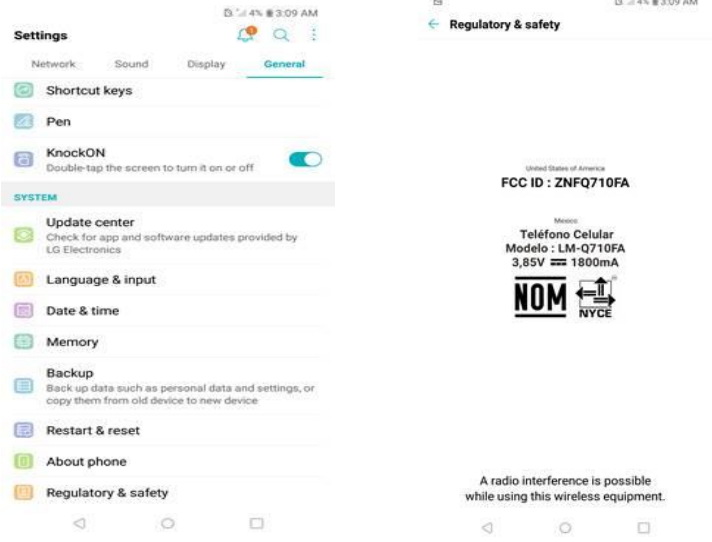 4% 3:09 AM
Settings
Network Sound Display General
Shortcut keys
Pen
KnockON
Double-tap the screen to turn it on or off
SYSTEM
Update center
Check for app and software updates provided by
LG Electronics
Language & input
Date & time
Memory
Backup
Back up data such as personal data and settings, or
copy them from old device to new device
Restart & reset
About phone
Regulatory & safety
4% 3:09 AM
Regulatory & safety
United States of America
FCC ID : ZNFQ710FA
Mexico
Teléfono Celular
Modelo : LM-Q710FA
3,85V 1800mA
NOM NYCE
A radio interference is possible
while using this wireless equipment.